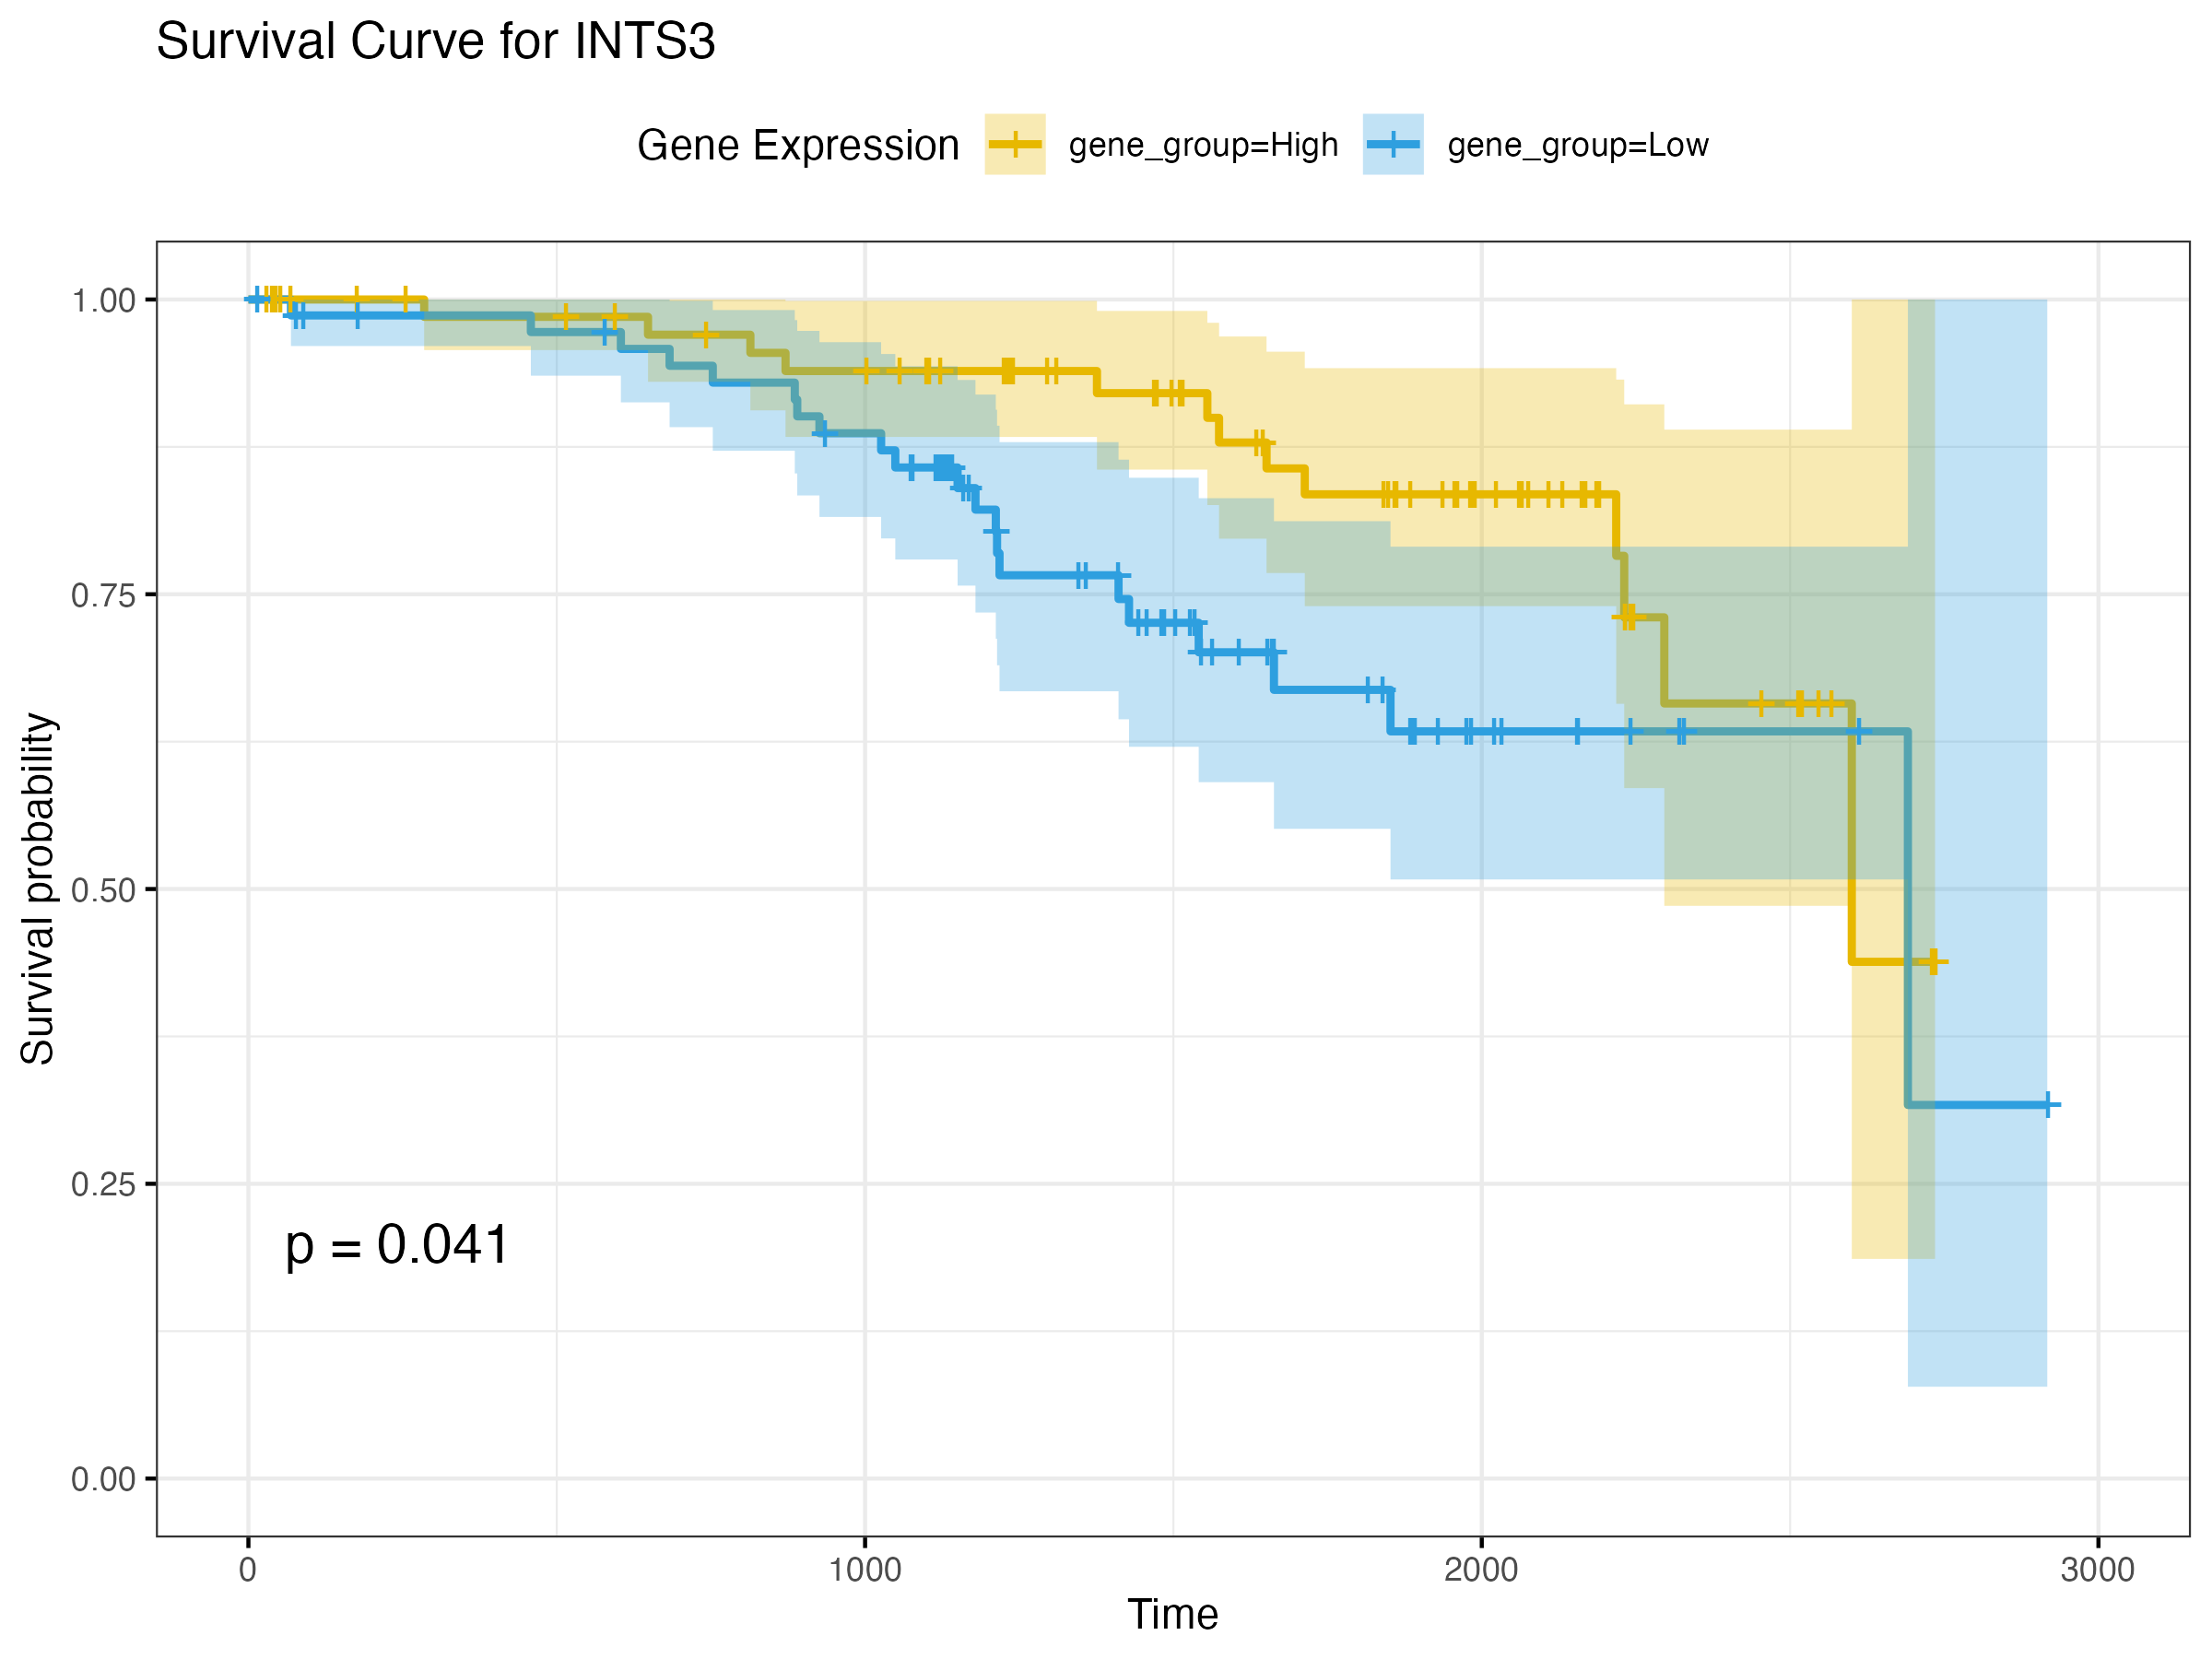 Survival Curve for INTS3
Gene Expression gene_group=High gene_group=Low
Survival probability
1.00
0.75
0.50
0.25
0.00
p = 0.041
0 1000 2000 3000
Time